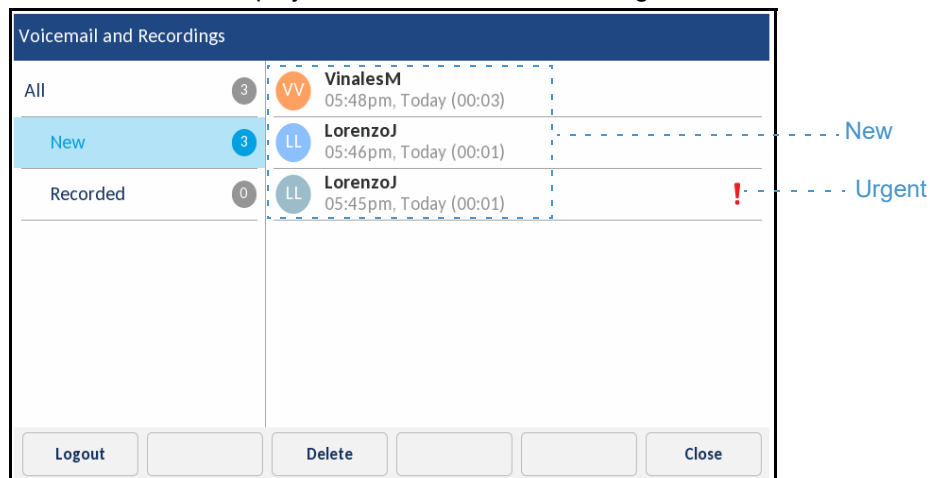 Voicemail and Recordings
All 3
New 3
Recorded 0
VV VinalesM
05:48pm, Today (00:03)
LL LorenzoJ
05:46pm, Today (00:01)
LL LorenzoJ
05:45pm, Today (00:01)
!
New
Urgent
Logout
Delete
Close